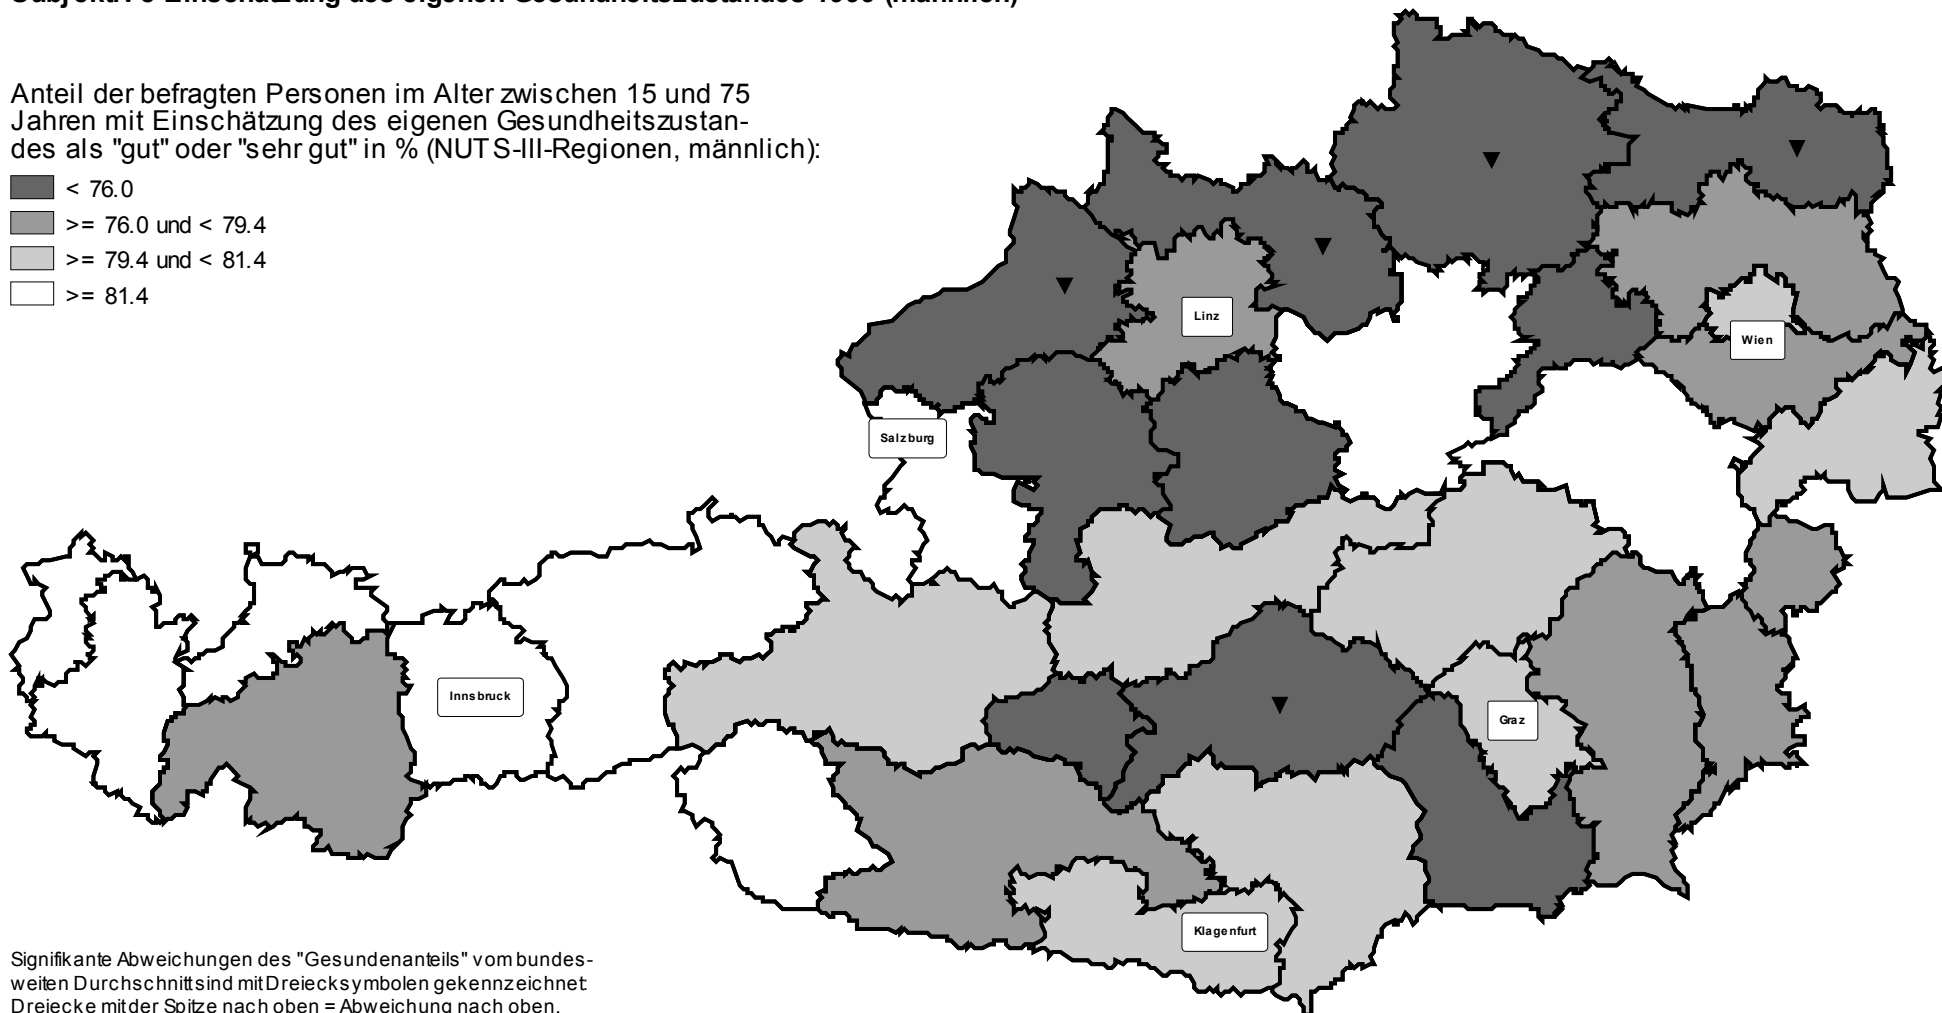 Anteil der befragten Personen im Alter zwischen 15 und 75
Jahren mit Einschätzung des eigenen Gesundheitszustan-
des als "gut" oder "sehr gut" in % (NUTS-III-Regionen, männlich):
< 76.0
>= 76.0 und < 79.4
>= 79.4 und < 81.4
>= 81.4
Linz
Wien
Salzburg
Innsbruck
Graz
Klagenfurt
Signifikante Abweichungen des "Gesundenanteils" vom bundes-
weiten Durchschnitt sind mit Dreiecksymbolen gekennzeichnet:
Dreiecke mit der Spitze nach oben = Abweichung nach oben.